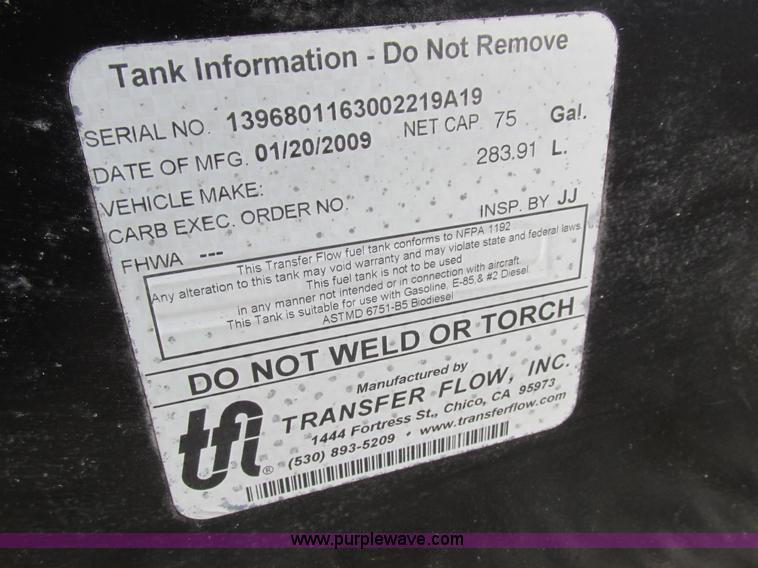 Tank Information - Do Not Remove
SERIAL NO. 1396801163002219A19
DATE OF MFG. 01/20/2009 NET CAP. 75 Gal.
VEHICLE MAKE: 283.91 L.
CARB EXEC. ORDER NO.
FHWA --- INSP. BY JJ
This Transfer Flow fuel tank conforms to NFPA 1192
Any alteration to this tank may void warranty and may violate state and federal laws.
This fuel tank is not to be used
in any manner not intended or in connection with aircraft.
This Tank is suitable for use with Gasoline, E-85 & #2 Diesel
ASTMD 6751-B5 Biodiesel
DO NOT WELD OR TORCH
Manufactured by
tfi TRANSFER FLOW, INC.
1444 Fortress St., Chico, CA 95973
® (530) 893-5209 • www.transferflow.com
www.purplewave.com